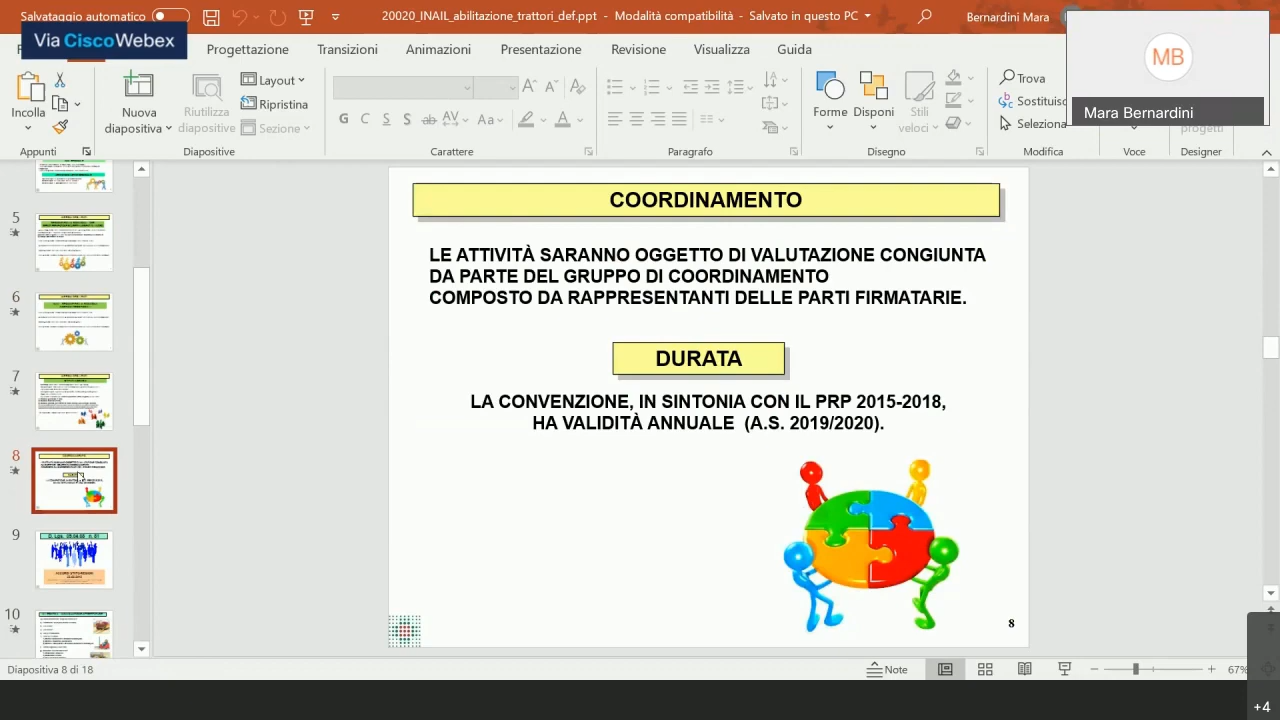 Salvataggio automatico
20020_INAIL_abilitazione_trattori_def.ppt - Modalità compatibilità - Salvato in questo PC
Bernardini Mara
Via CiscoWebex
Progettazione
Transizioni
Animazioni
Presentazione
Revisione
Visualizza
Guida
MB
Mara Bernardini
Incolla
Appunti
Nuova
diapositiva
Riutilizza
diapositive
Layout
Ripristina
Sezione
Diapositive
G
Aa
Carattere
Paragrafo
Forme
Disponi
Stili
veloci
Disegno
Trova
Sostituisc
Seleziona
Modifica
Voce
progetti
Designer
5
6
7
8
9
10
COORDINAMENTO
LE ATTIVITÀ SARANNO OGGETTO DI VALUTAZIONE CONGIUNTA
DA PARTE DEL GRUPPO DI COORDINAMENTO
COMPOSTO DA RAPPRESENTANTI DELLE PARTI FIRMATARIE.
DURATA
LA CONVENZIONE, IN SINTONIA CON IL PRP 2015-2018,
HA VALIDITÀ ANNUALE (A.S. 2019/2020).
8
Diapositiva 8 di 18
Note
67%
+4